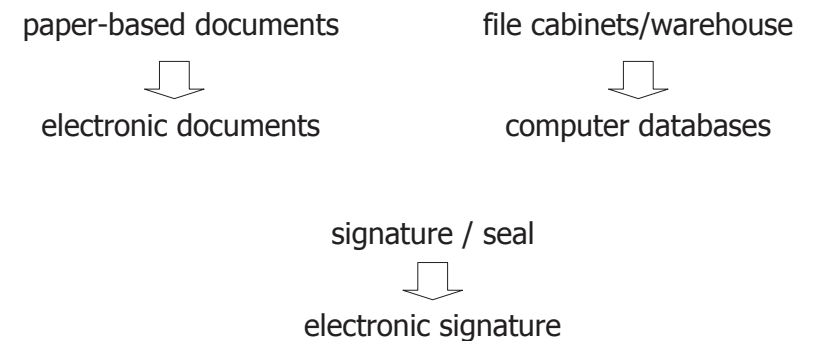 paper-based documents
file cabinets/warehouse
electronic documents
computer databases
signature / seal
electronic signature